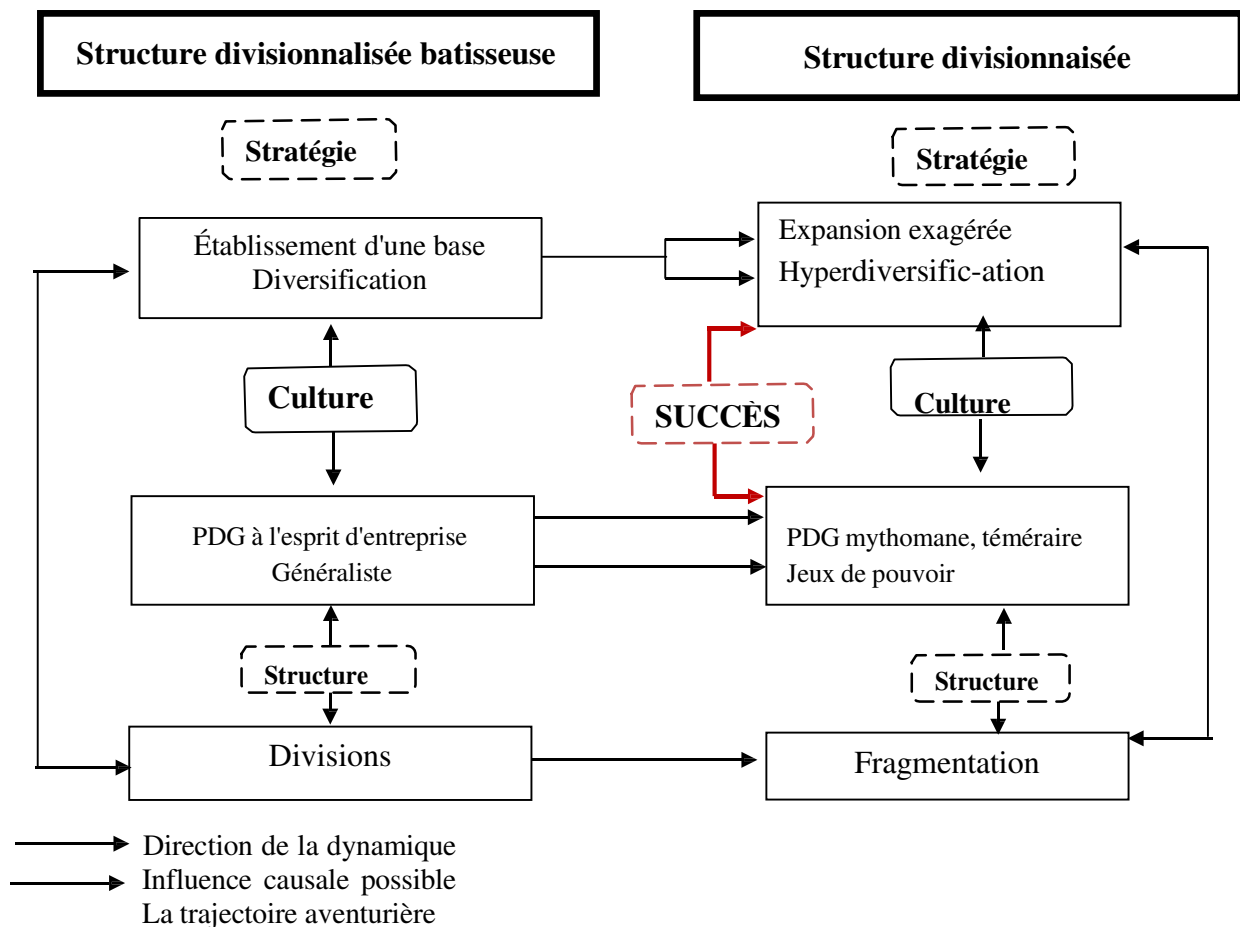 Structure divisionnalisée batisseuse
Structure divisionnaisée
Stratégie
Stratégie
Établissement d'une base
Diversification
Expansion exagérée
Hyperdiversific-ation
Culture
SUCCÈS
Culture
PDG à l'esprit d'entreprise
Généraliste
PDG mythomane, téméraire
Jeux de pouvoir
Structure
Structure
Divisions
Fragmentation
Direction de la dynamique
Influence causale possible
La trajectoire aventurière